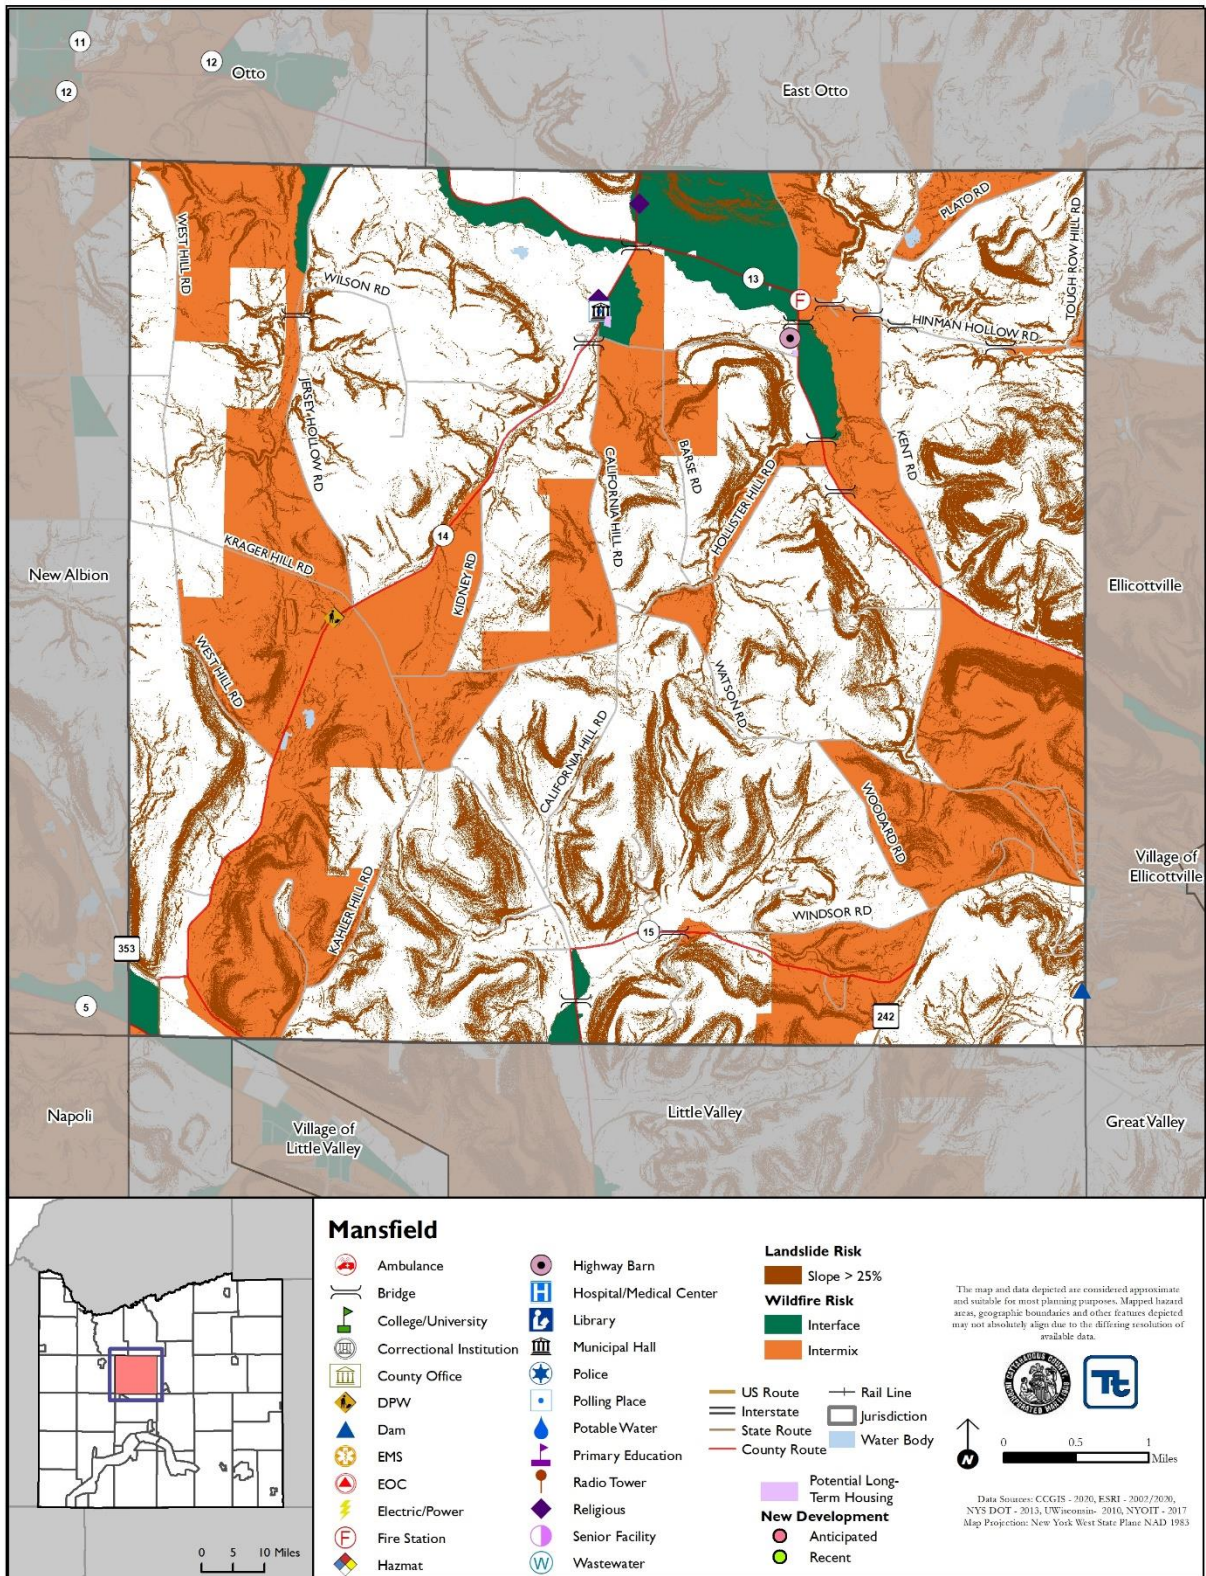 11
12
Otto
12
East Otto
PLATO RD
TOUGH ROW HILL RD
WEST HILL RD
WILSON RD
13
F
HINMAN HOLLOW RD
JERSEY HOLLOW RD
KENT RD
BARSE RD
CALIFORNIA HILL RD
HOLLISTER HILL RD
14
KRAGER HILL RD
KIDNEY RD
New Albion
Ellicottville
WEST HILL RD
WATSON RD
CALIFORNIA HILL RD
WOODARD RD
Village of
Ellicottville
KAHLER HILL RD
WINDSOR RD
15
353
5
242
Napoli
Village of
Little Valley
Little Valley
Great Valley
Mansfield
Ambulance
Bridge
College/University
Correctional Institution
County Office
DPW
Dam
EMS
EOC
Electric/Power
F Fire Station
Hazmat
Highway Barn
H Hospital/Medical Center
Library
Municipal Hall
Police
Polling Place
Potable Water
Primary Education
Radio Tower
Religious
Senior Facility
W Wastewater
Landslide Risk
Slope > 25%
Wildfire Risk
Interface
Intermix
US Route
Interstate
State Route
County Route
Rail Line
Jurisdiction
Water Body
Potential Long-
Term Housing
New Development
Anticipated
Recent
The map and data depicted are considered approximate
and suitable for most planning purposes. Mapped hazard
areas, geographic boundaries and other features depicted
may not absolutely align due to the differing resolution of
available data.
Tt
N
0 0.5 1
Miles
Data Sources: CCGIS - 2020, ESRI - 2002/2020,
NYS DOT - 2013, UWisconsin- 2010, NYOIT - 2017
Map Projection: New York West State Plane NAD 1983
0 5 10 Miles